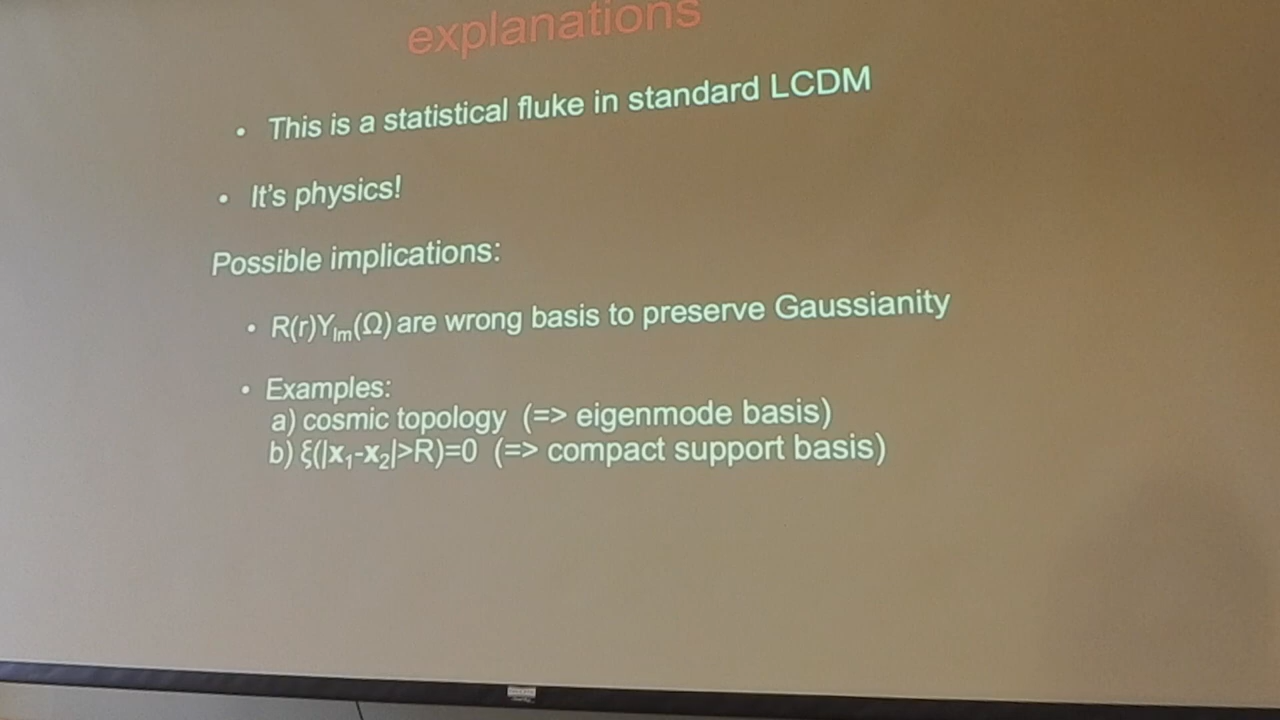 explanations
• This is a statistical fluke in standard LCDM
• It's physics!
Possible implications:
• R(r)Ylm(Ω) are wrong basis to preserve Gaussianity
• Examples:
a) cosmic topology (=> eigenmode basis)
b) ξ(|x1-x2|>R)=0 (=> compact support basis)